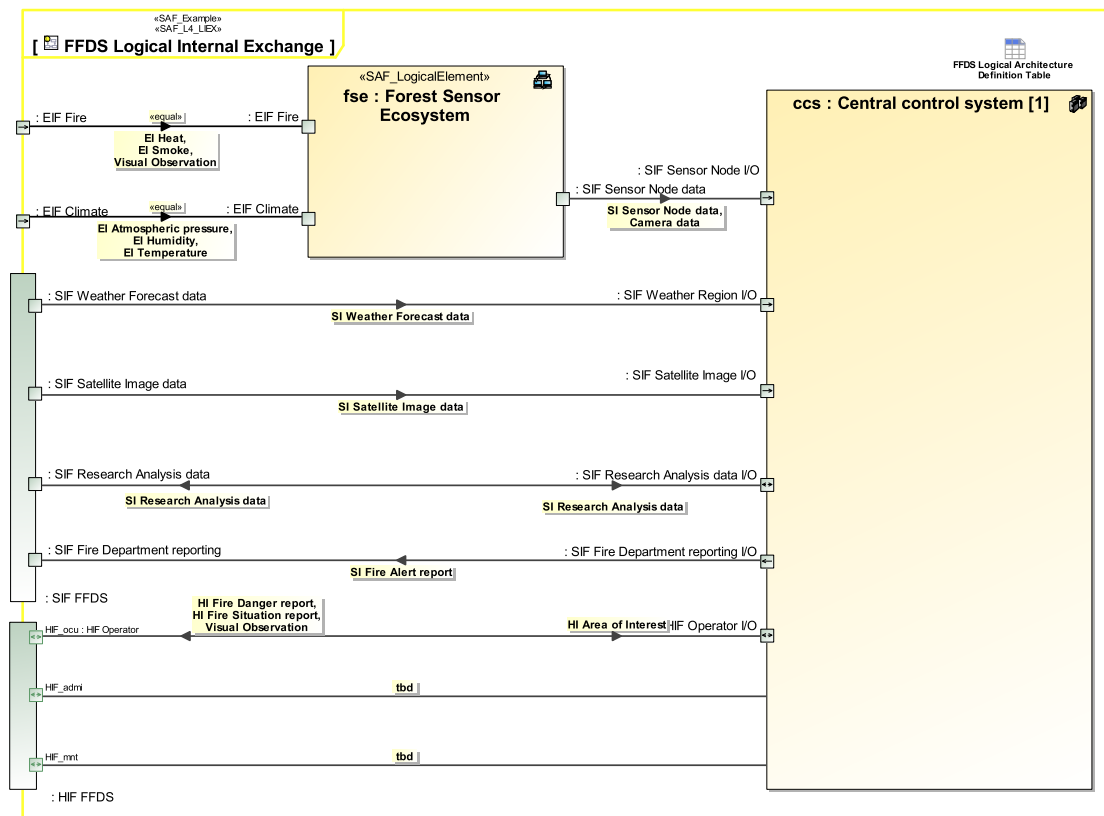 «SAF_Example»
«SAF_L4_LIEX»
[ FFDS Logical Internal Exchange ]
FFDS Logical Architecture
Definition Table
«SAF_LogicalElement»
fse : Forest Sensor
Ecosystem
ccs : Central control system [1]
: EIF Fire
«equal»
: EIF Fire
EI Heat,
EI Smoke,
Visual Observation
: EIF Climate
«equal»
: EIF Climate
EI Atmospheric pressure,
EI Humidity,
EI Temperature
: SIF Sensor Node I/O
: SIF Sensor Node data
SI Sensor Node data,
Camera data
: SIF Weather Forecast data
: SIF Weather Region I/O
SI Weather Forecast data
: SIF Satellite Image data
: SIF Satellite Image I/O
SI Satellite Image data
: SIF Research Analysis data
: SIF Research Analysis data I/O
SI Research Analysis data
SI Research Analysis data
: SIF Fire Department reporting
: SIF Fire Department reporting I/O
SI Fire Alert report
: SIF FFDS
HI Fire Danger report,
HI Fire Situation report,
Visual Observation
HIF_ocu : HIF Operator
HI Area of Interest
HIF Operator I/O
HIF_admi
tbd
HIF_mnt
tbd
: HIF FFDS